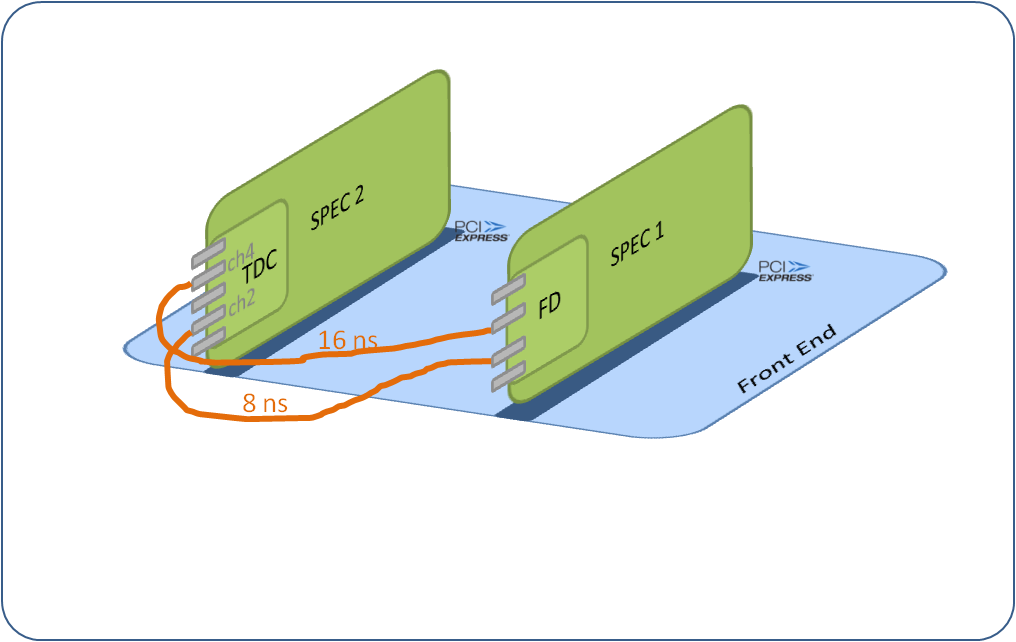 SPEC 2
SPEC 1
PCI
EXPRESS
ch4
TDC
PCI
EXPRESS
ch2
FD
16 ns
Front End
8 ns